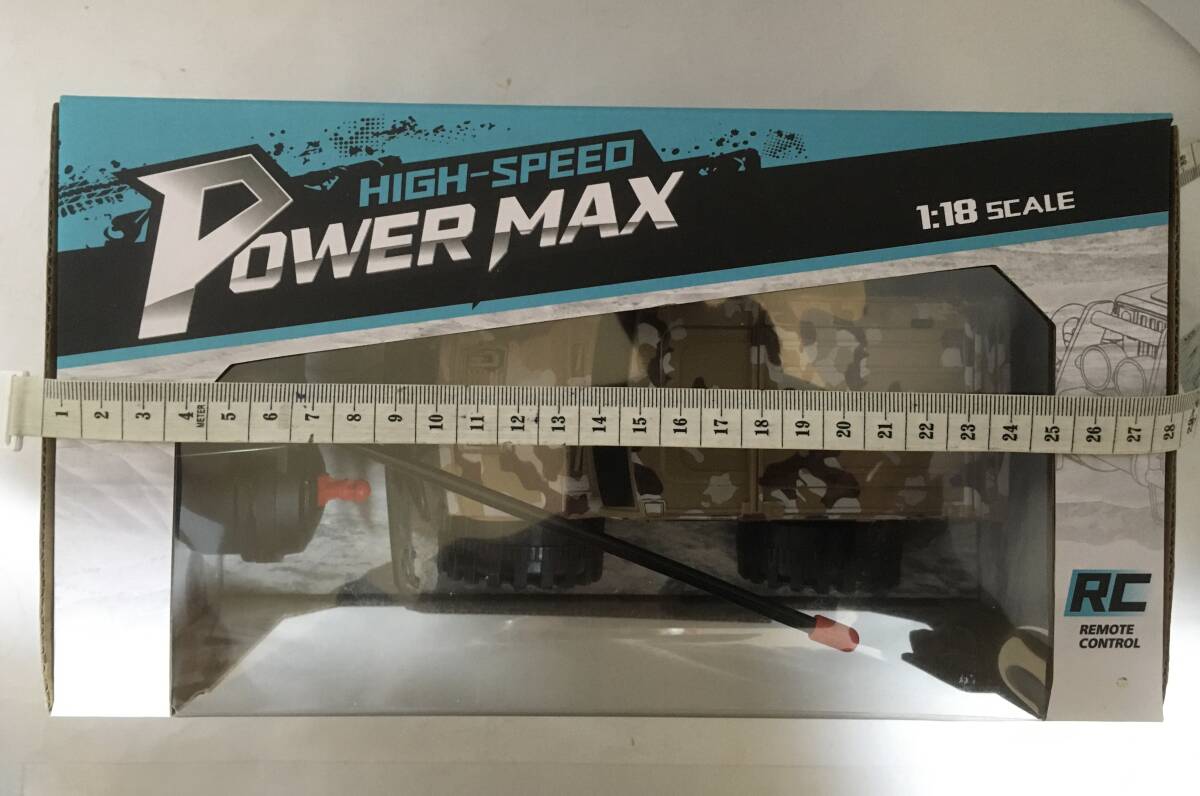 HIGH-SPEED
POWER MAX
1:18 SCALE
1 2 3 4 METER 5 6 7 8 9 10 11 12 13 14 15 16 17 18 19 20 21 22 23 24 25 26 27 28 29
RC
REMOTE
CONTROL